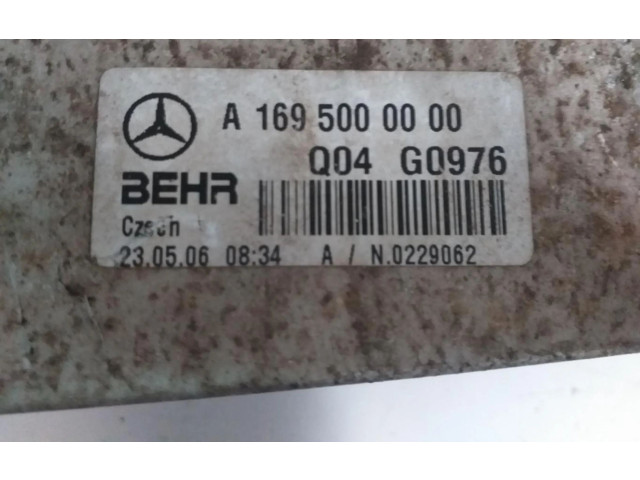 A 169 500 00 00
Q04 G0976
BEHR
Czech
23.05.06 08:34 A / N.0229062